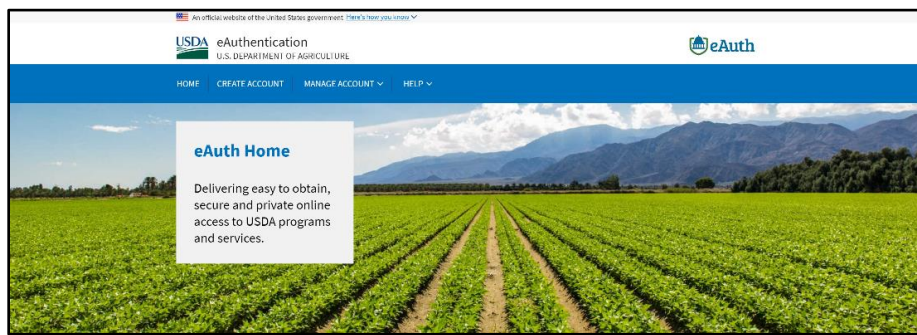 An official website of the United States government Here's how you know
USDA eAuthentication
U.S. DEPARTMENT OF AGRICULTURE
eAuth
HOME CREATE ACCOUNT MANAGE ACCOUNT HELP
eAuth Home
Delivering easy to obtain,
secure and private online
access to USDA programs
and services.